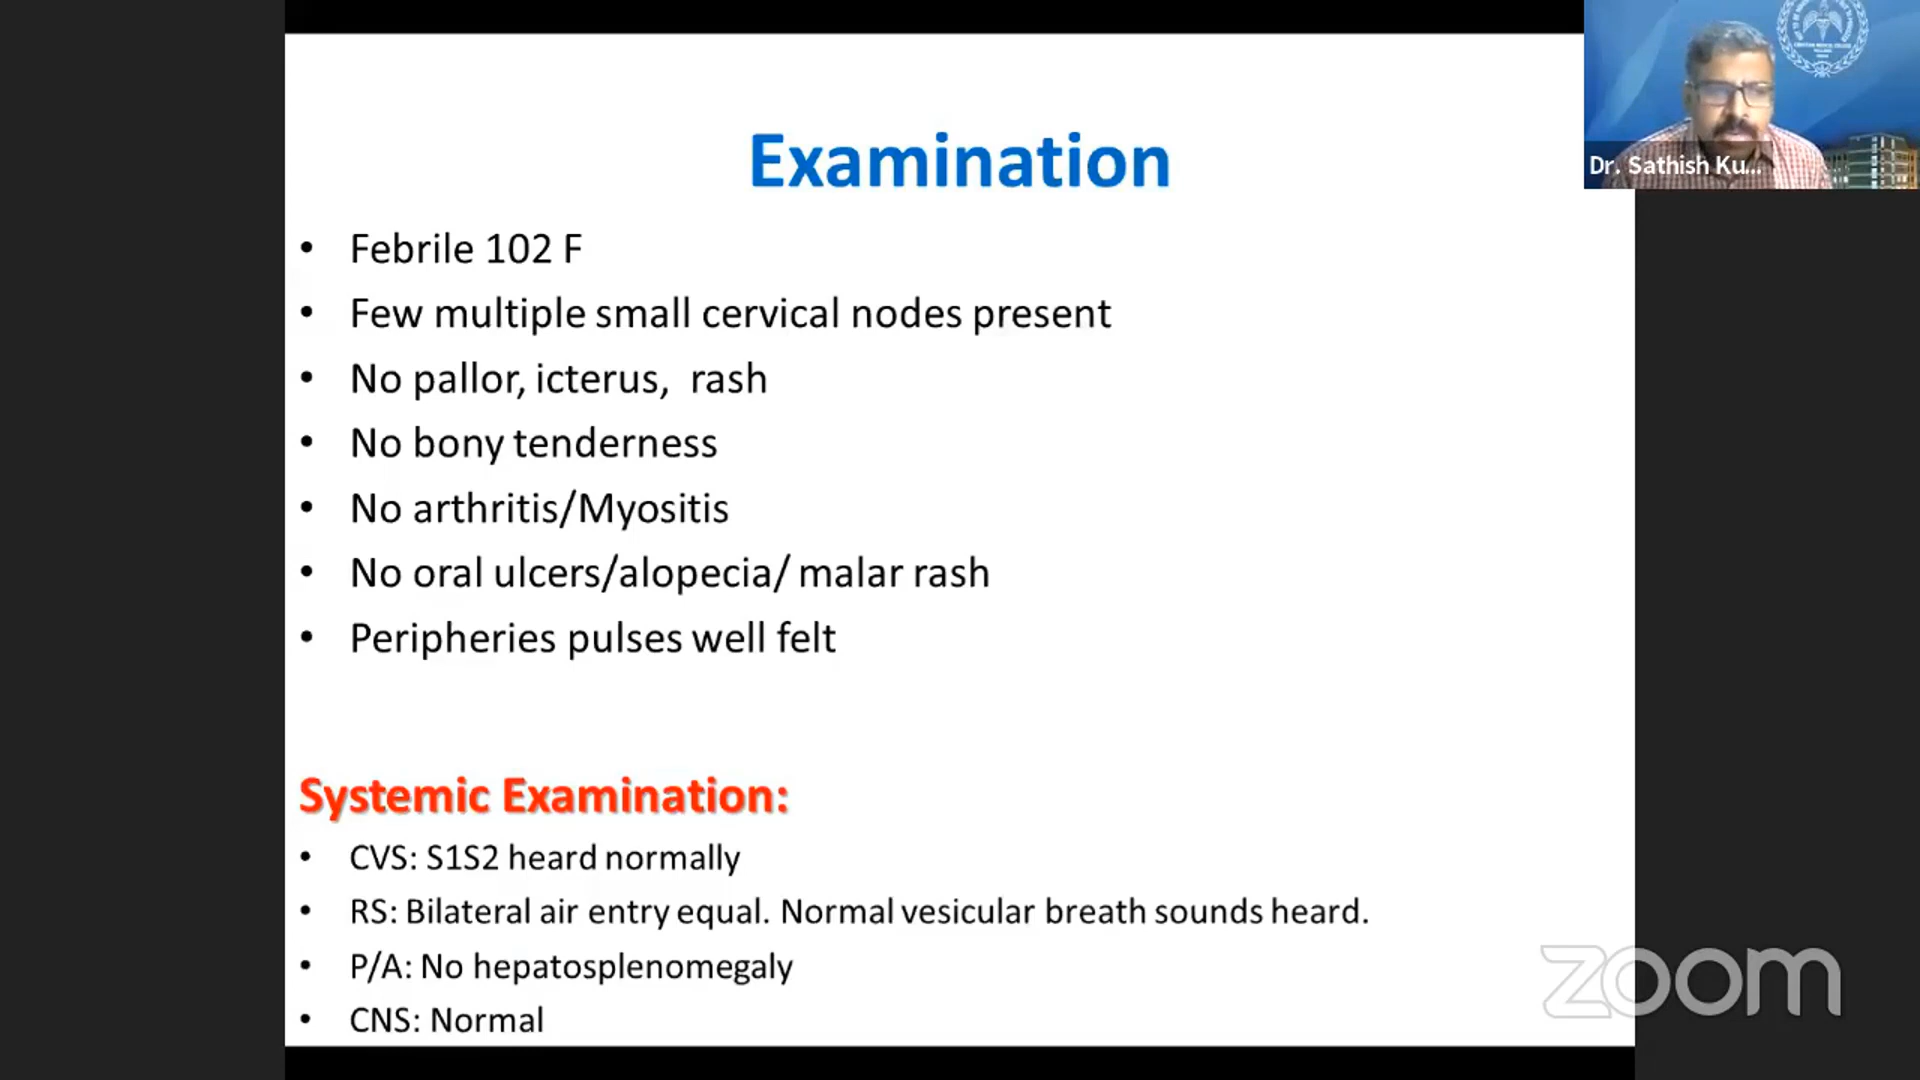 Examination
• Febrile 102 F
• Few multiple small cervical nodes present
• No pallor, icterus, rash
• No bony tenderness
• No arthritis/Myositis
• No oral ulcers/alopecia/ malar rash
• Peripheries pulses well felt
Systemic Examination:
• CVS: S1S2 heard normally
• RS: Bilateral air entry equal. Normal vesicular breath sounds heard.
• P/A: No hepatosplenomegaly
• CNS: Normal
Dr. Sathish Ku...
zoom